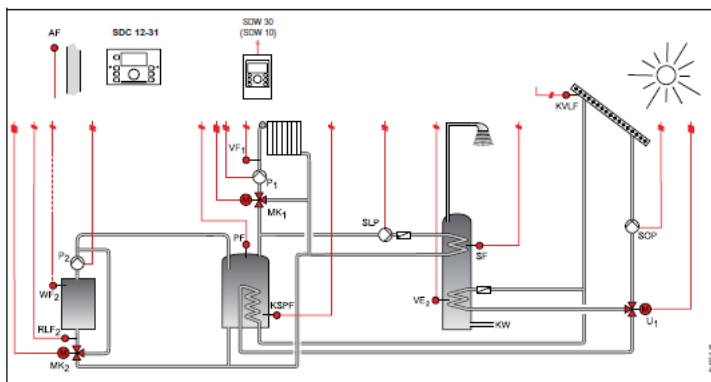 AF
SDC 12-31
SDW 30
(SDW 10)
KVLF
VF1
P1
MK1
SLP
SOP
P2
PF
SF
WF2
KSPF
VE2
RLF2
KW
U1
MK2